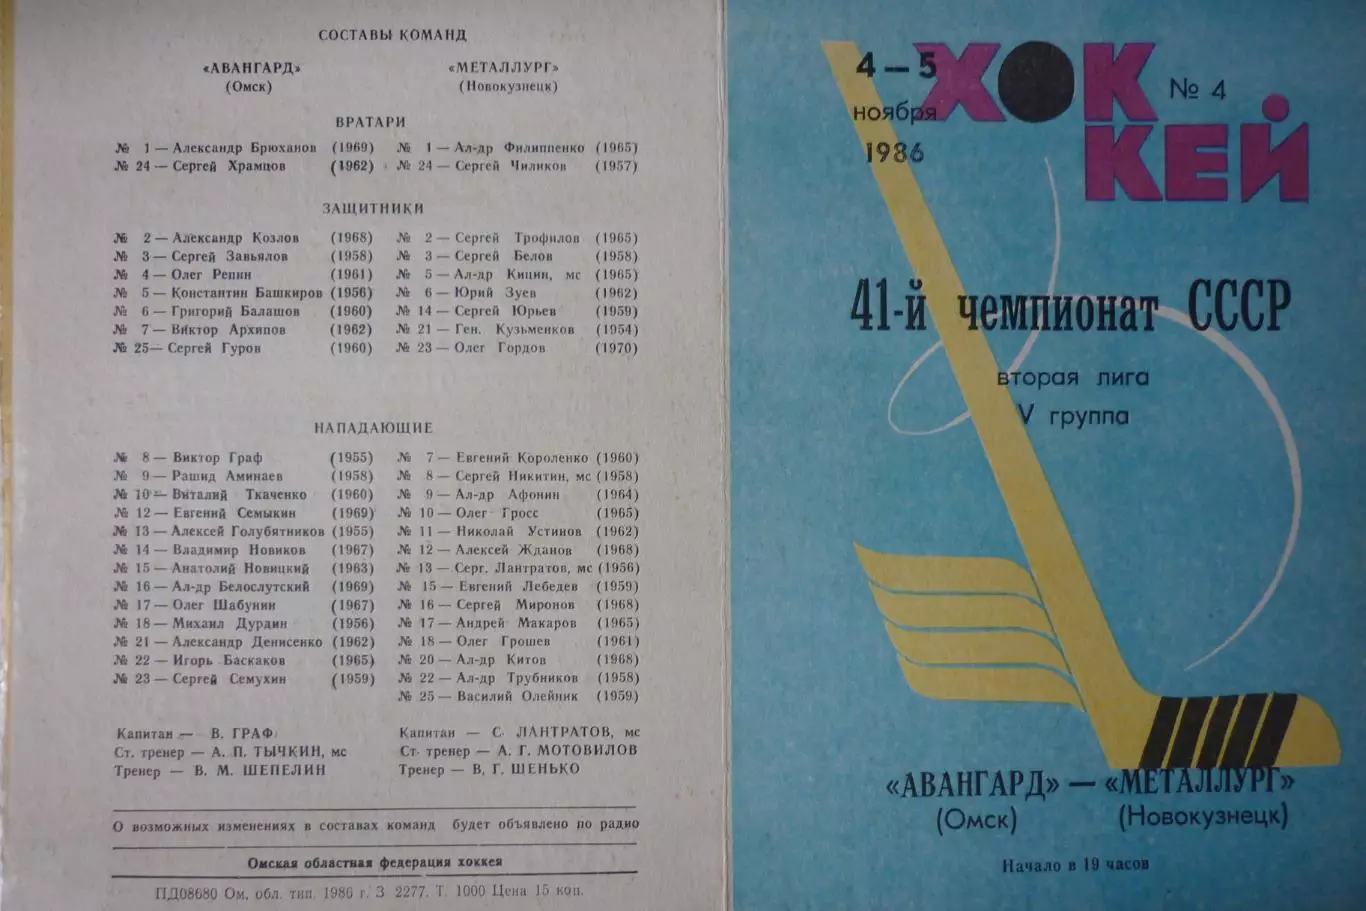 СОСТАВЫ КОМАНД
«АВАНГАРД» «МЕТАЛЛУРГ»
(Омск) (Новокузнецк)
ВРАТАРИ
№ 1 — Александр Брюханов (1969) № 1 — Ал-др Филиппенко (1965)
№ 24 — Сергей Храмцов (1962) № 24 — Сергей Чиликов (1957)
ЗАЩИТНИКИ
№ 2 — Александр Козлов (1968) № 2 — Сергей Трофилов (1965)
№ 3 — Сергей Завьялов (1958) № 3 — Сергей Белов (1958)
№ 4 — Олег Репин (1961) № 5 — Ал-др Кицин, мс (1965)
№ 5 — Константин Башкиров (1956) № 6 — Юрий Зуев (1962)
№ 6 — Григорий Балашов (1960) № 14 — Сергей Юрьев (1959)
№ 7 — Виктор Архипов (1962) № 21 — Ген. Кузьменков (1954)
№ 25— Сергей Гуров (1960) № 23 — Олег Гордов (1970)
НАПАДАЮЩИЕ
№ 8 — Виктор Граф (1955) № 7 — Евгений Короленко (1960)
№ 9 — Рашид Аминаев (1958) № 8 — Сергей Никитин, мс (1958)
№ 10 — Виталий Ткаченко (1960) № 9 — Ал-др Афонин (1964)
№ 12 — Евгений Семыкин (1969) № 10 — Олег Гросс (1965)
№ 13 — Алексей Голубятников (1955) № 11 — Николай Устинов (1962)
№ 14 — Владимир Новиков (1967) № 12 — Алексей Жданов (1968)
№ 15 — Анатолий Новицкий (1963) № 13 — Серг. Лантратов, мс (1956)
№ 16 — Ал-др Белослутский (1969) № 15 — Евгений Лебедев (1959)
№ 17 — Олег Шабунин (1967) № 16 — Сергей Миронов (1968)
№ 18 — Михаил Дурдин (1956) № 17 — Андрей Макаров (1965)
№ 21 — Александр Денисенко (1962) № 18 — Олег Грошев (1961)
№ 22 — Игорь Баскаков (1965) № 20 — Ал-др Китов (1968)
№ 23 — Сергей Семухин (1959) № 22 — Ал-др Трубников (1958)
№ 25 — Василий Олейник (1959)
Капитан — В. ГРАФ Капитан — С. ЛАНТРАТОВ, мс
Ст. тренер — А. П. ТЫЧКИН, мс Ст. тренер — А. Г. МОТОВИЛОВ
Тренер — В. М. ШЕПЕЛИН Тренер — В. Г. ШЕНЬКО
О возможных изменениях в составах команд будет объявлено по радио
Омская областная федерация хоккея
ПД08680 Ом, обл. тип. 1986 г. З 2277. Т. 1000 Цена 15 коп.
4 — 5
ноября
1986
ХОККЕЙ
№ 4
41-й чемпионат СССР
вторая лига
V группа
«АВАНГАРД» — «МЕТАЛЛУРГ»
(Омск) (Новокузнецк)
Начало в 19 часов